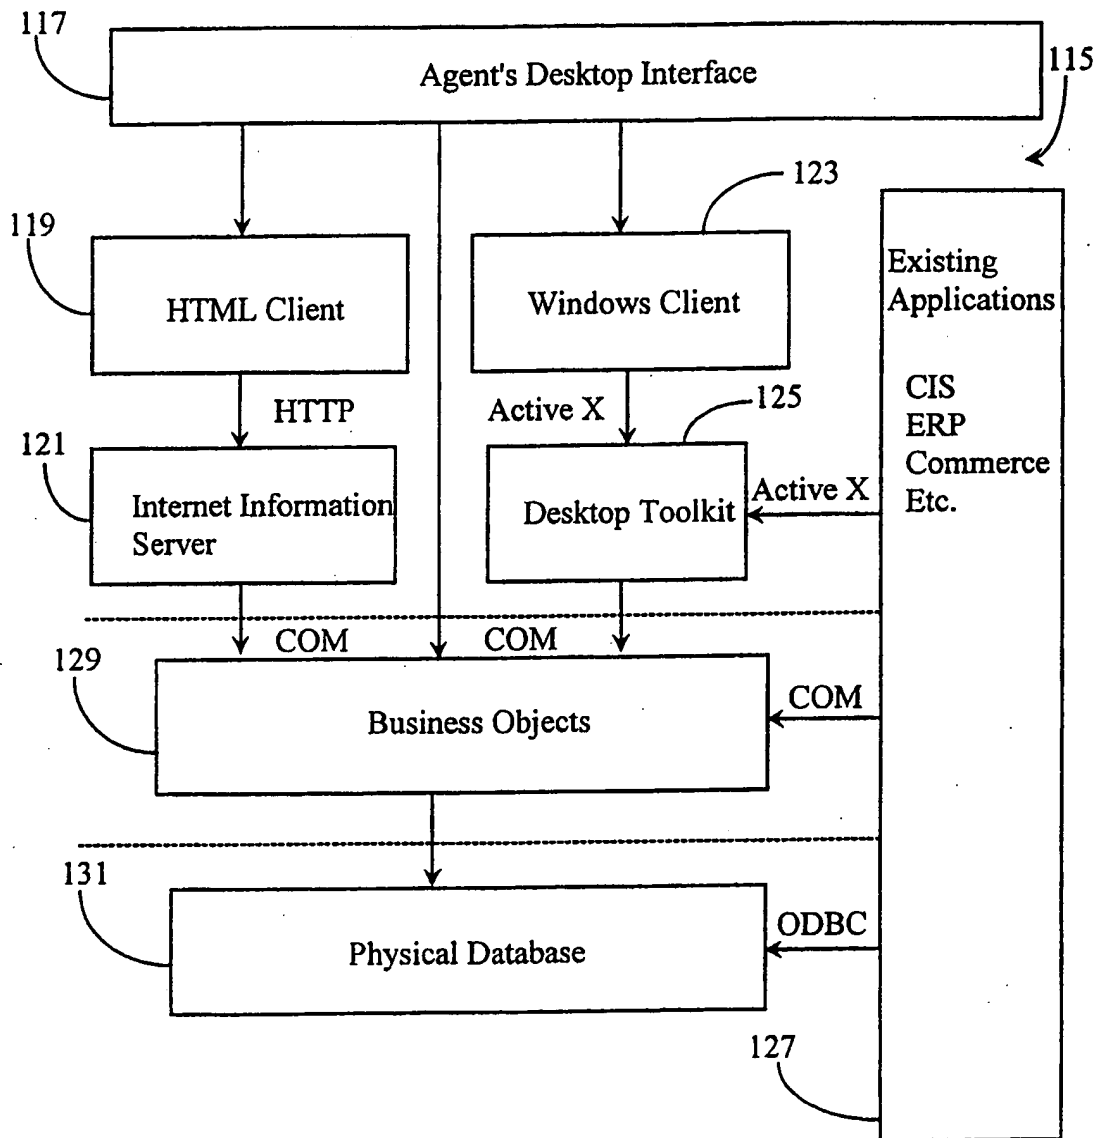 117
Agent's Desktop Interface
115
123
119
HTML Client
Windows Client
Existing
Applications
CIS
ERP
Commerce
Etc.
HTTP
Active X
125
121
Internet Information
Server
Desktop Toolkit
Active X
COM
COM
129
Business Objects
COM
131
Physical Database
ODBC
127